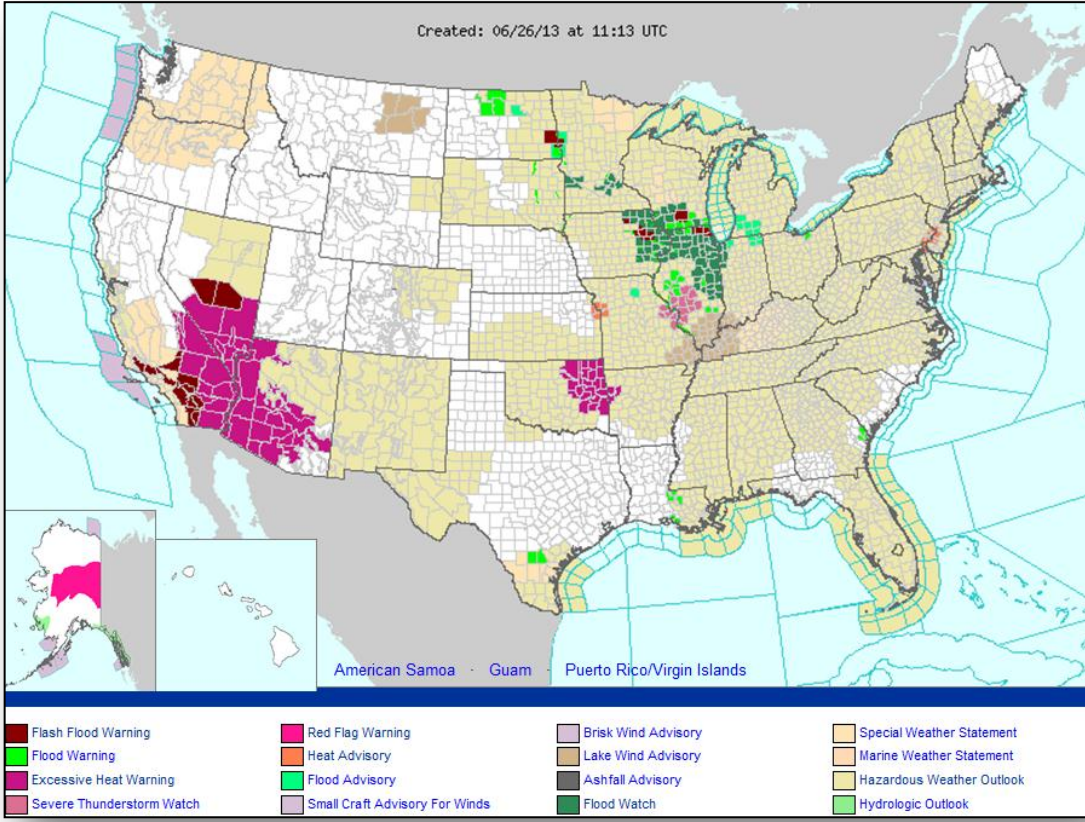 Created: 06/26/13 at 11:13 UTC
American Samoa · Guam · Puerto Rico/Virgin Islands
Flash Flood Warning
Red Flag Warning
Brisk Wind Advisory
Special Weather Statement
Flood Warning
Heat Advisory
Lake Wind Advisory
Marine Weather Statement
Excessive Heat Warning
Flood Advisory
Ashfall Advisory
Hazardous Weather Outlook
Severe Thunderstorm Watch
Small Craft Advisory For Winds
Flood Watch
Hydrologic Outlook